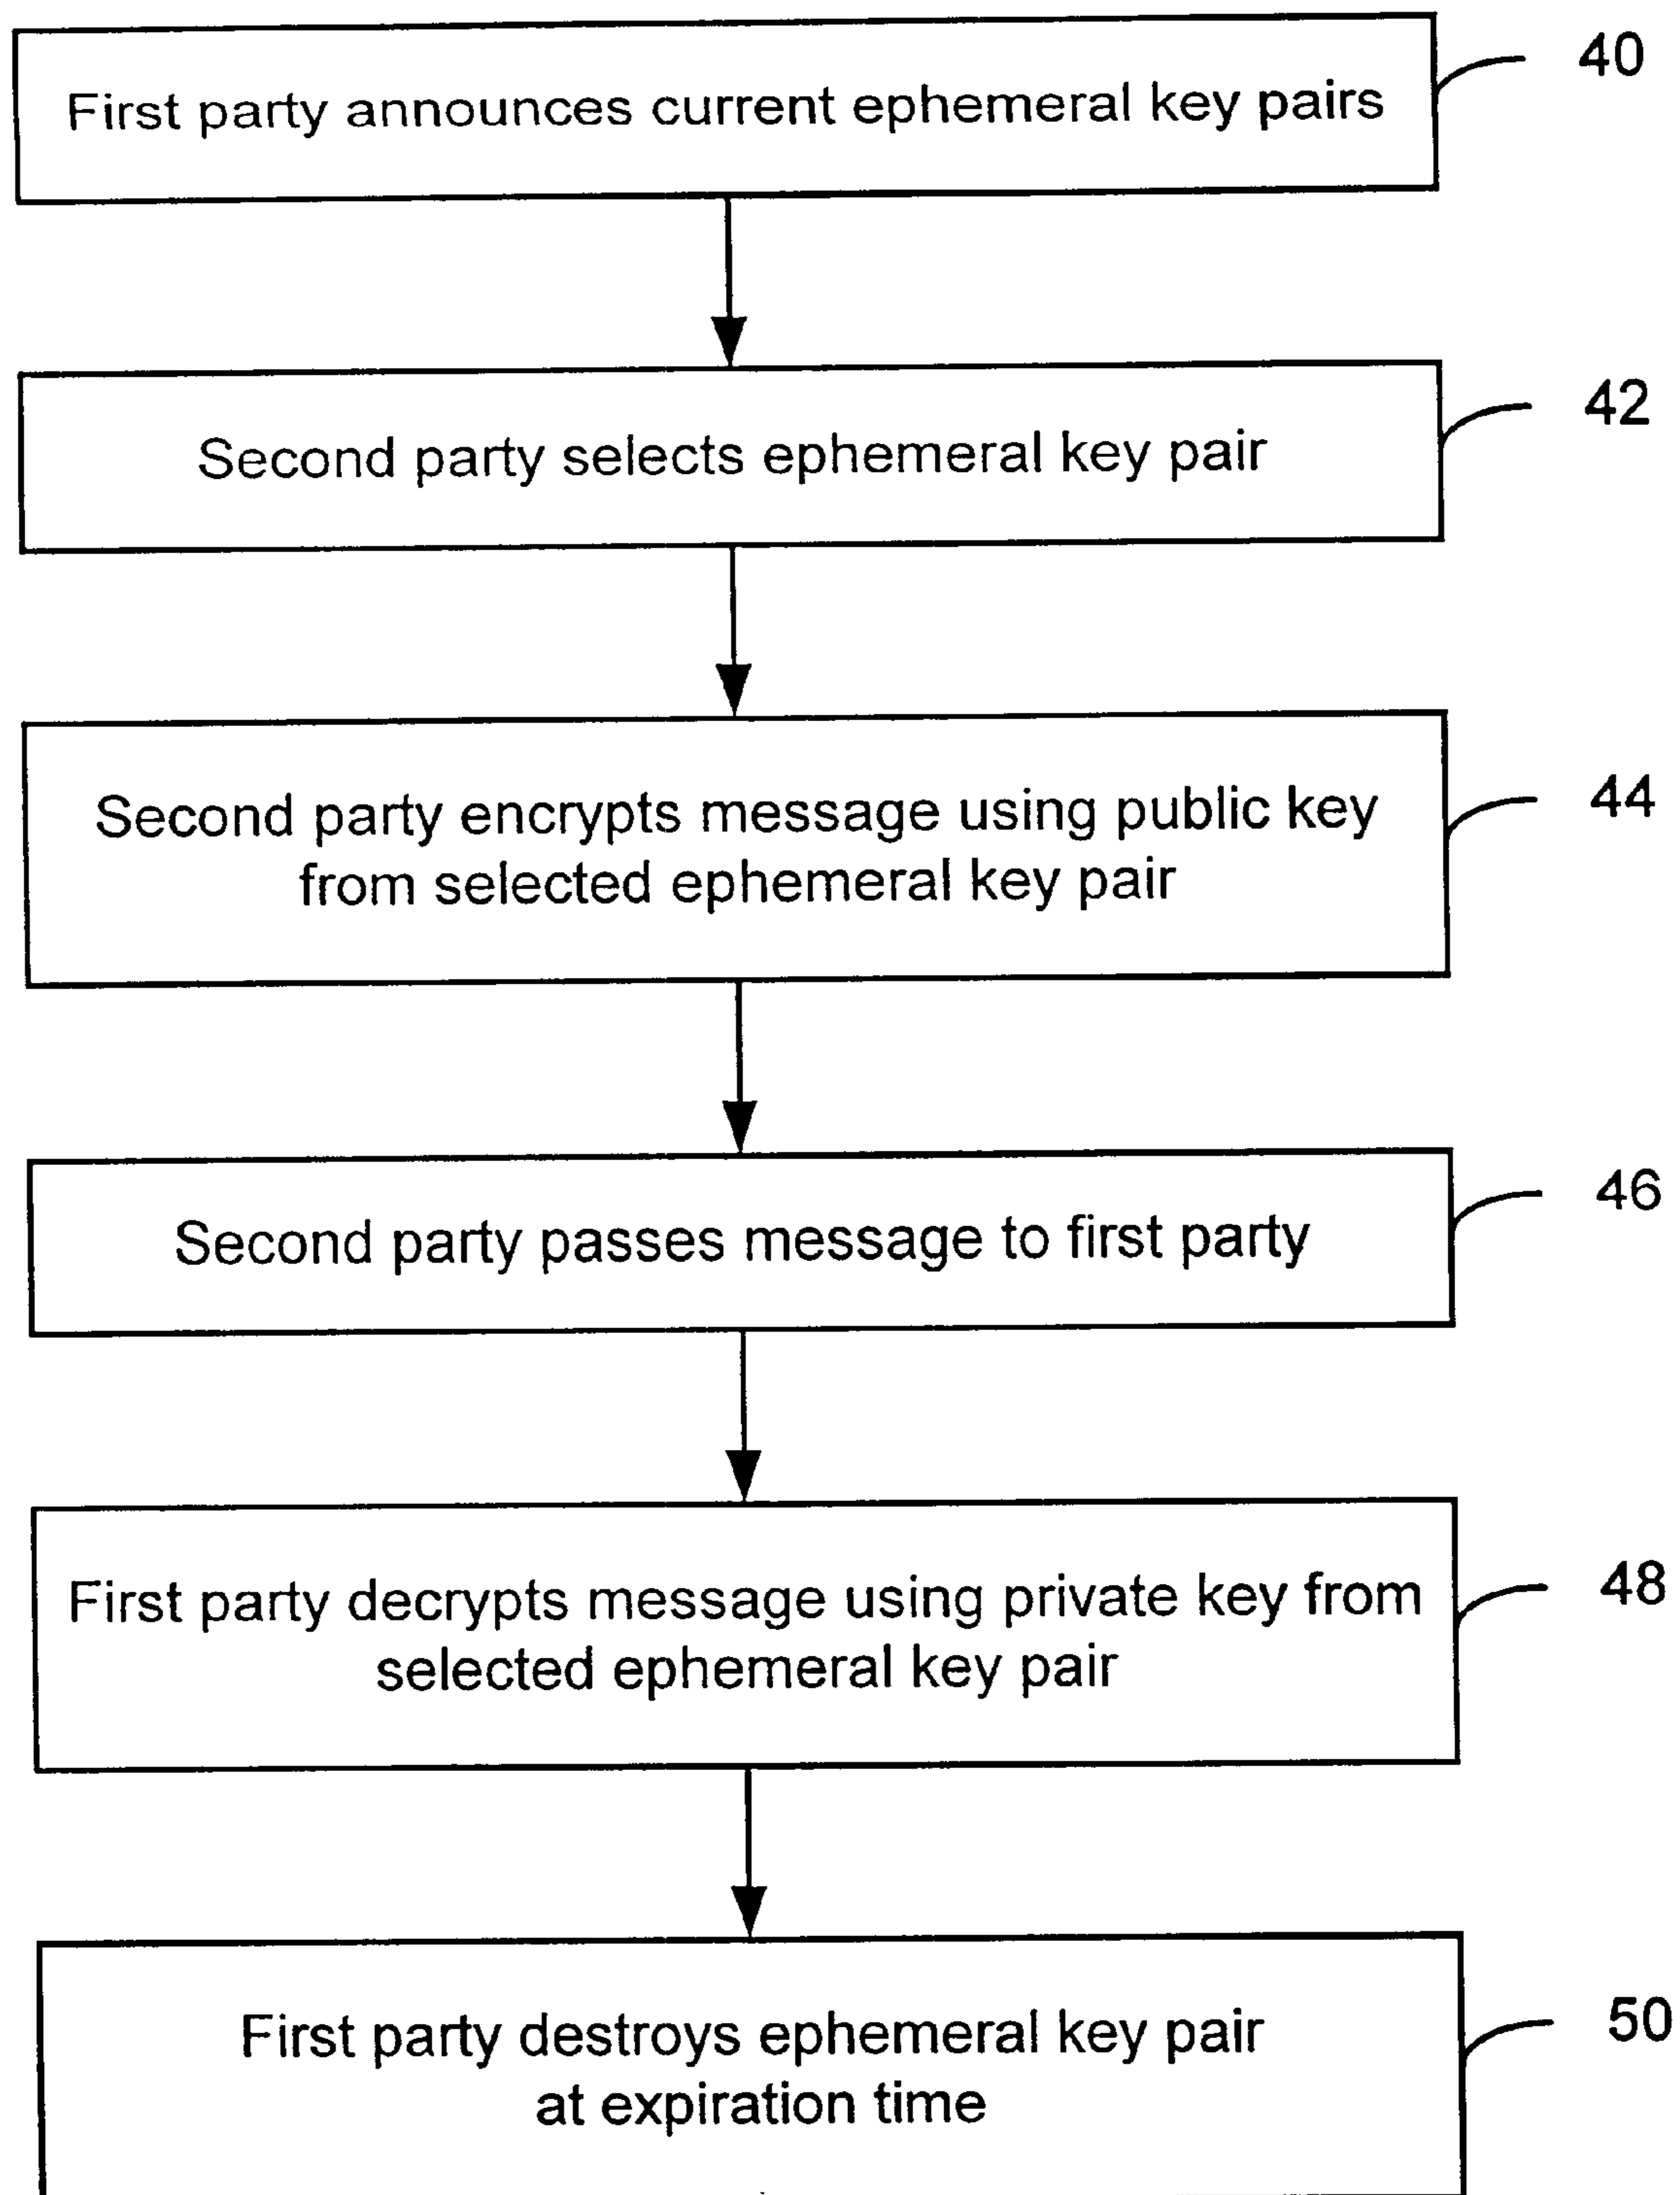 First party announces current ephemeral key pairs
40
Second party selects ephemeral key pair
42
Second party encrypts message using public key
from selected ephemeral key pair
44
Second party passes message to first party
46
First party decrypts message using private key from
selected ephemeral key pair
48
First party destroys ephemeral key pair
at expiration time
50